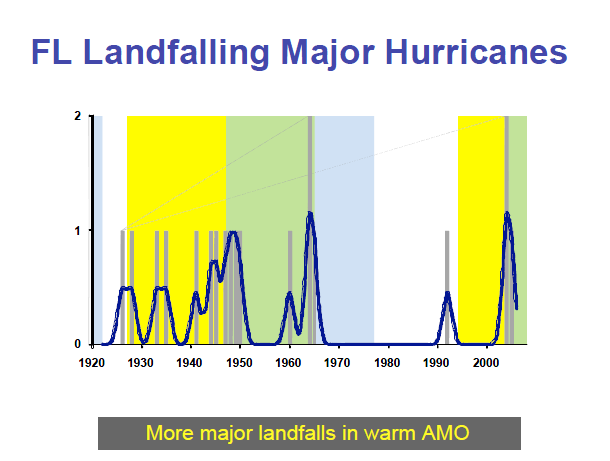 FL Landfalling Major Hurricanes
2
1
0
1920 1930 1940 1950 1960 1970 1980 1990 2000
More major landfalls in warm AMO